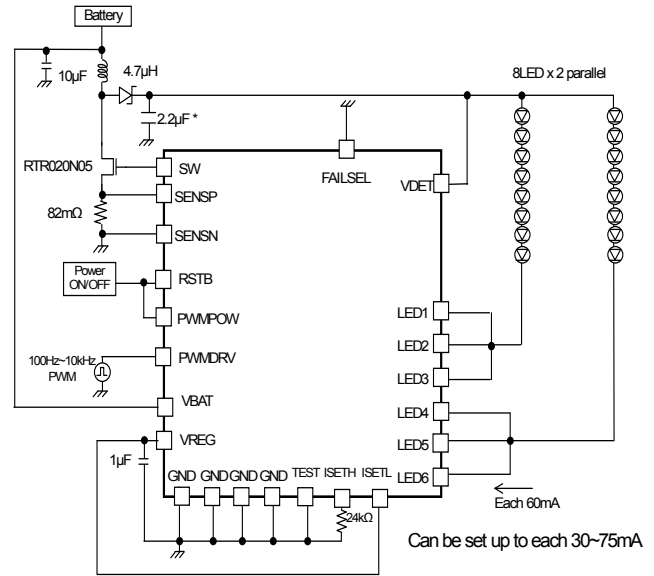 Battery
10µF
4.7µH
2.2µF *
8LED x 2 parallel
RTR020N05
SW
FAILSEL
VDET
SENSP
82mΩ
SENSN
Power
ON/OFF
RSTB
PWMPOW
LED1
LED2
LED3
100Hz~10kHz
PWM
PWMDRV
VBAT
LED4
VREG
LED5
1µF
LED6
GND GND GND GND TEST ISETH ISETL
24kΩ
Each 60mA
Can be set up to each 30~75mA